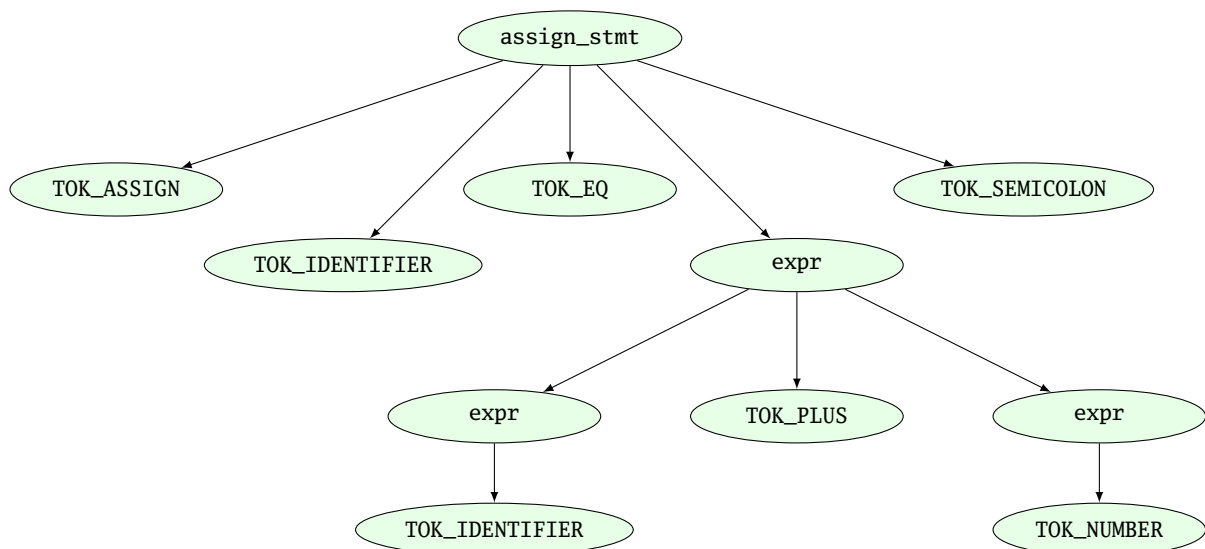 assign_stmt
TOK_ASSIGN
TOK_EQ
TOK_SEMICOLON
TOK_IDENTIFIER
expr
expr
TOK_PLUS
expr
TOK_IDENTIFIER
TOK_NUMBER